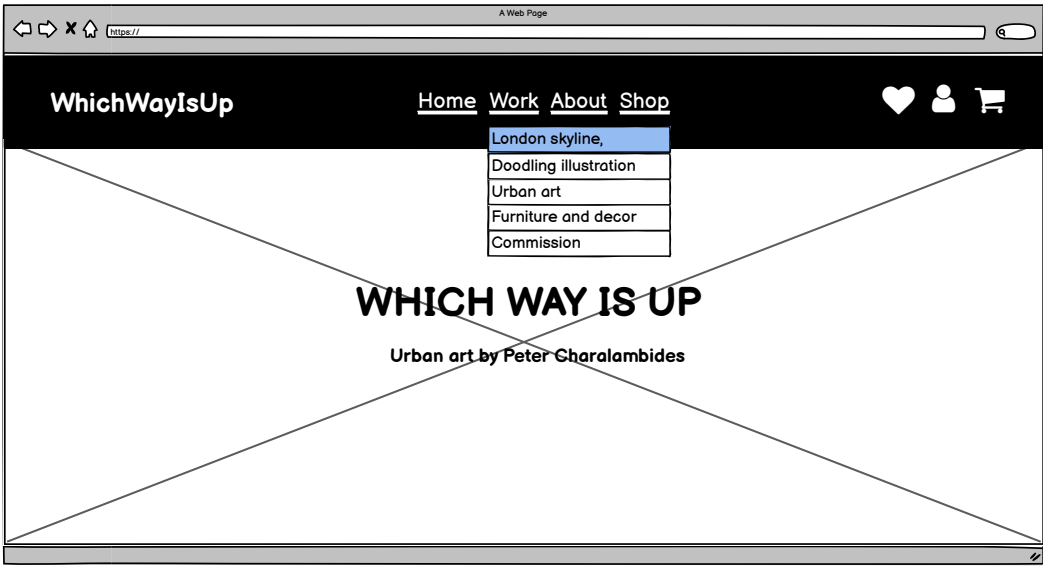 A Web Page
https://
WhichWayIsUp
Home Work About Shop
London skyline,
Doodling illustration
Urban art
Furniture and decor
Commission
WHICH WAY IS UP
Urban art by Peter Charalambides